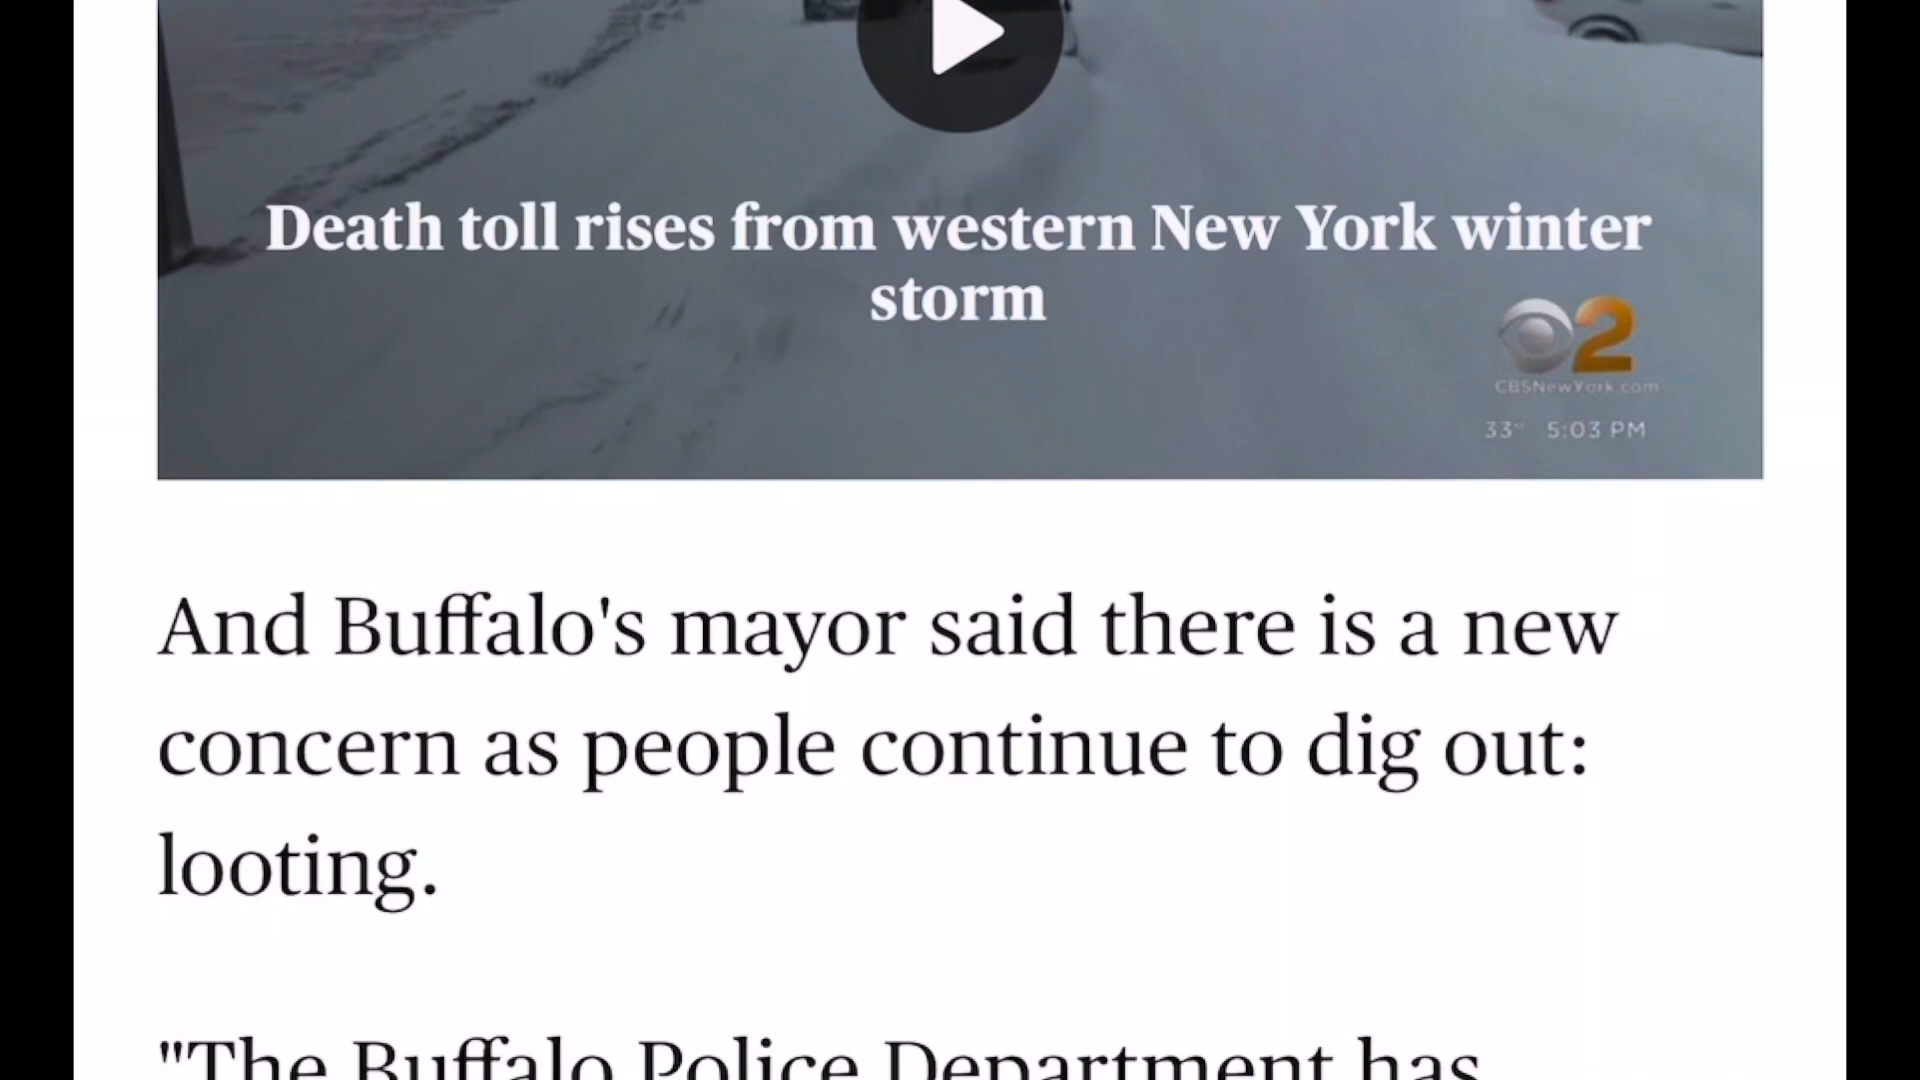 Death toll rises from western New York winter
storm
2
CBSNewYork.com
33° 5:03 PM
And Buffalo's mayor said there is a new
concern as people continue to dig out:
looting.
"The Buffalo Police Department has